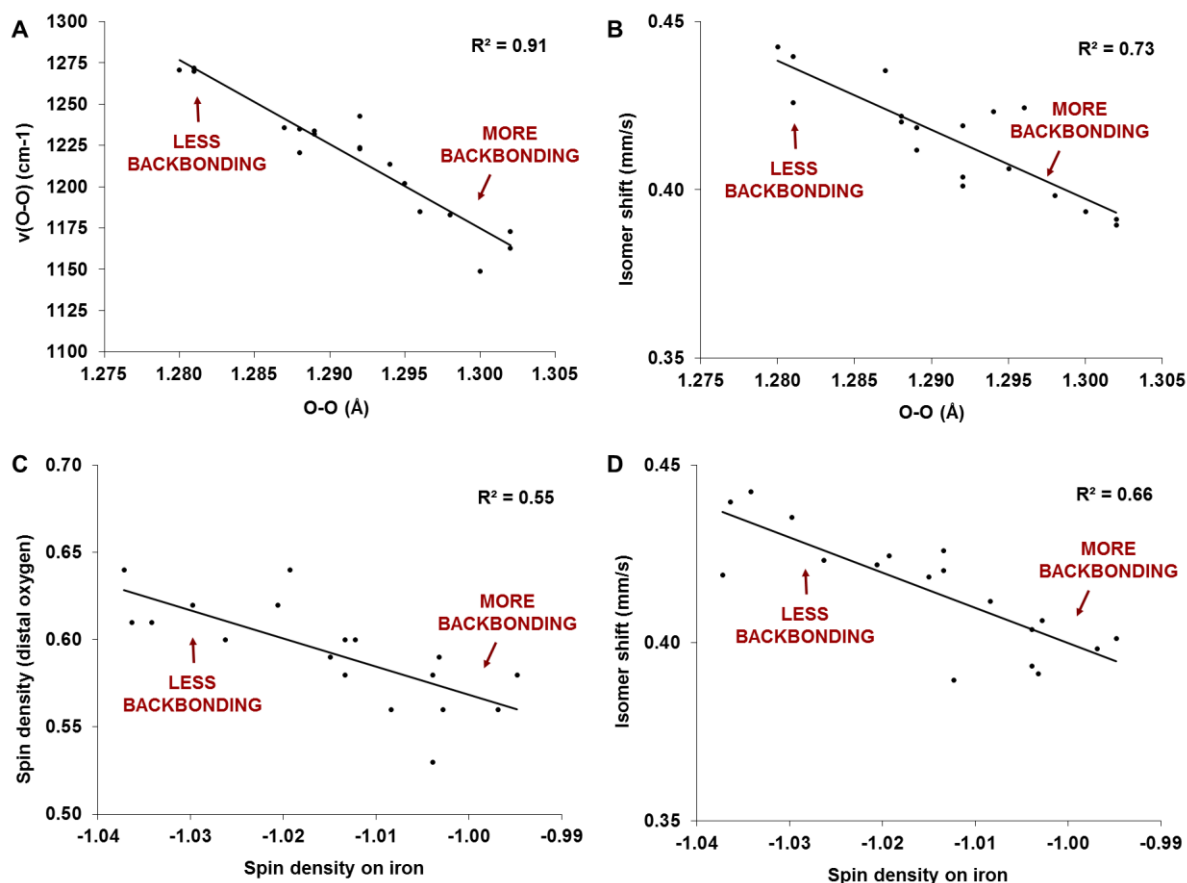 A
1300
1275
1250
1225
1200
1175
1150
1125
1100
v(O-O) (cm-1)
R² = 0.91
LESS
BACKBONDING
MORE
BACKBONDING
1.275
1.280
1.285
1.290
1.295
1.300
1.305
O-O (Å)
B
0.45
0.40
0.35
Isomer shift (mm/s)
R² = 0.73
MORE
BACKBONDING
LESS
BACKBONDING
1.275
1.280
1.285
1.290
1.295
1.300
1.305
O-O (Å)
C
0.70
0.65
0.60
0.55
0.50
Spin density (distal oxygen)
R² = 0.55
MORE
BACKBONDING
LESS
BACKBONDING
-1.04
-1.03
-1.02
-1.01
-1.00
-0.99
Spin density on iron
D
0.45
0.40
0.35
Isomer shift (mm/s)
R² = 0.66
MORE
BACKBONDING
LESS
BACKBONDING
-1.04
-1.03
-1.02
-1.01
-1.00
-0.99
Spin density on iron